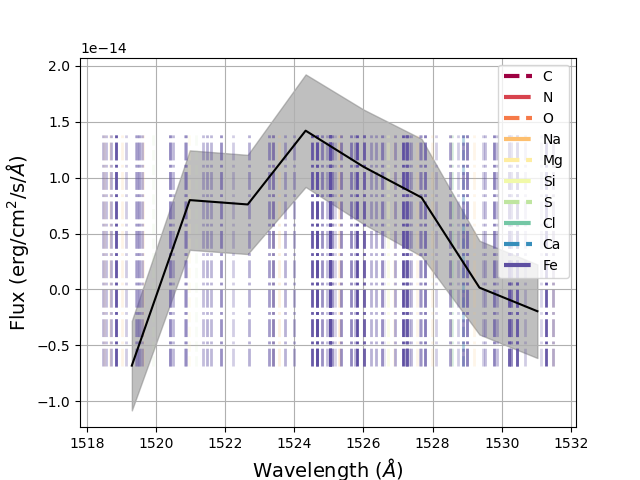 1e−14
2.0
1.5
1.0
0.5
0.0
−0.5
−1.0
Flux (erg/cm²/s/Å)
1518 1520 1522 1524 1526 1528 1530 1532
Wavelength (Å)
C
N
O
Na
Mg
Si
S
Cl
Ca
Fe